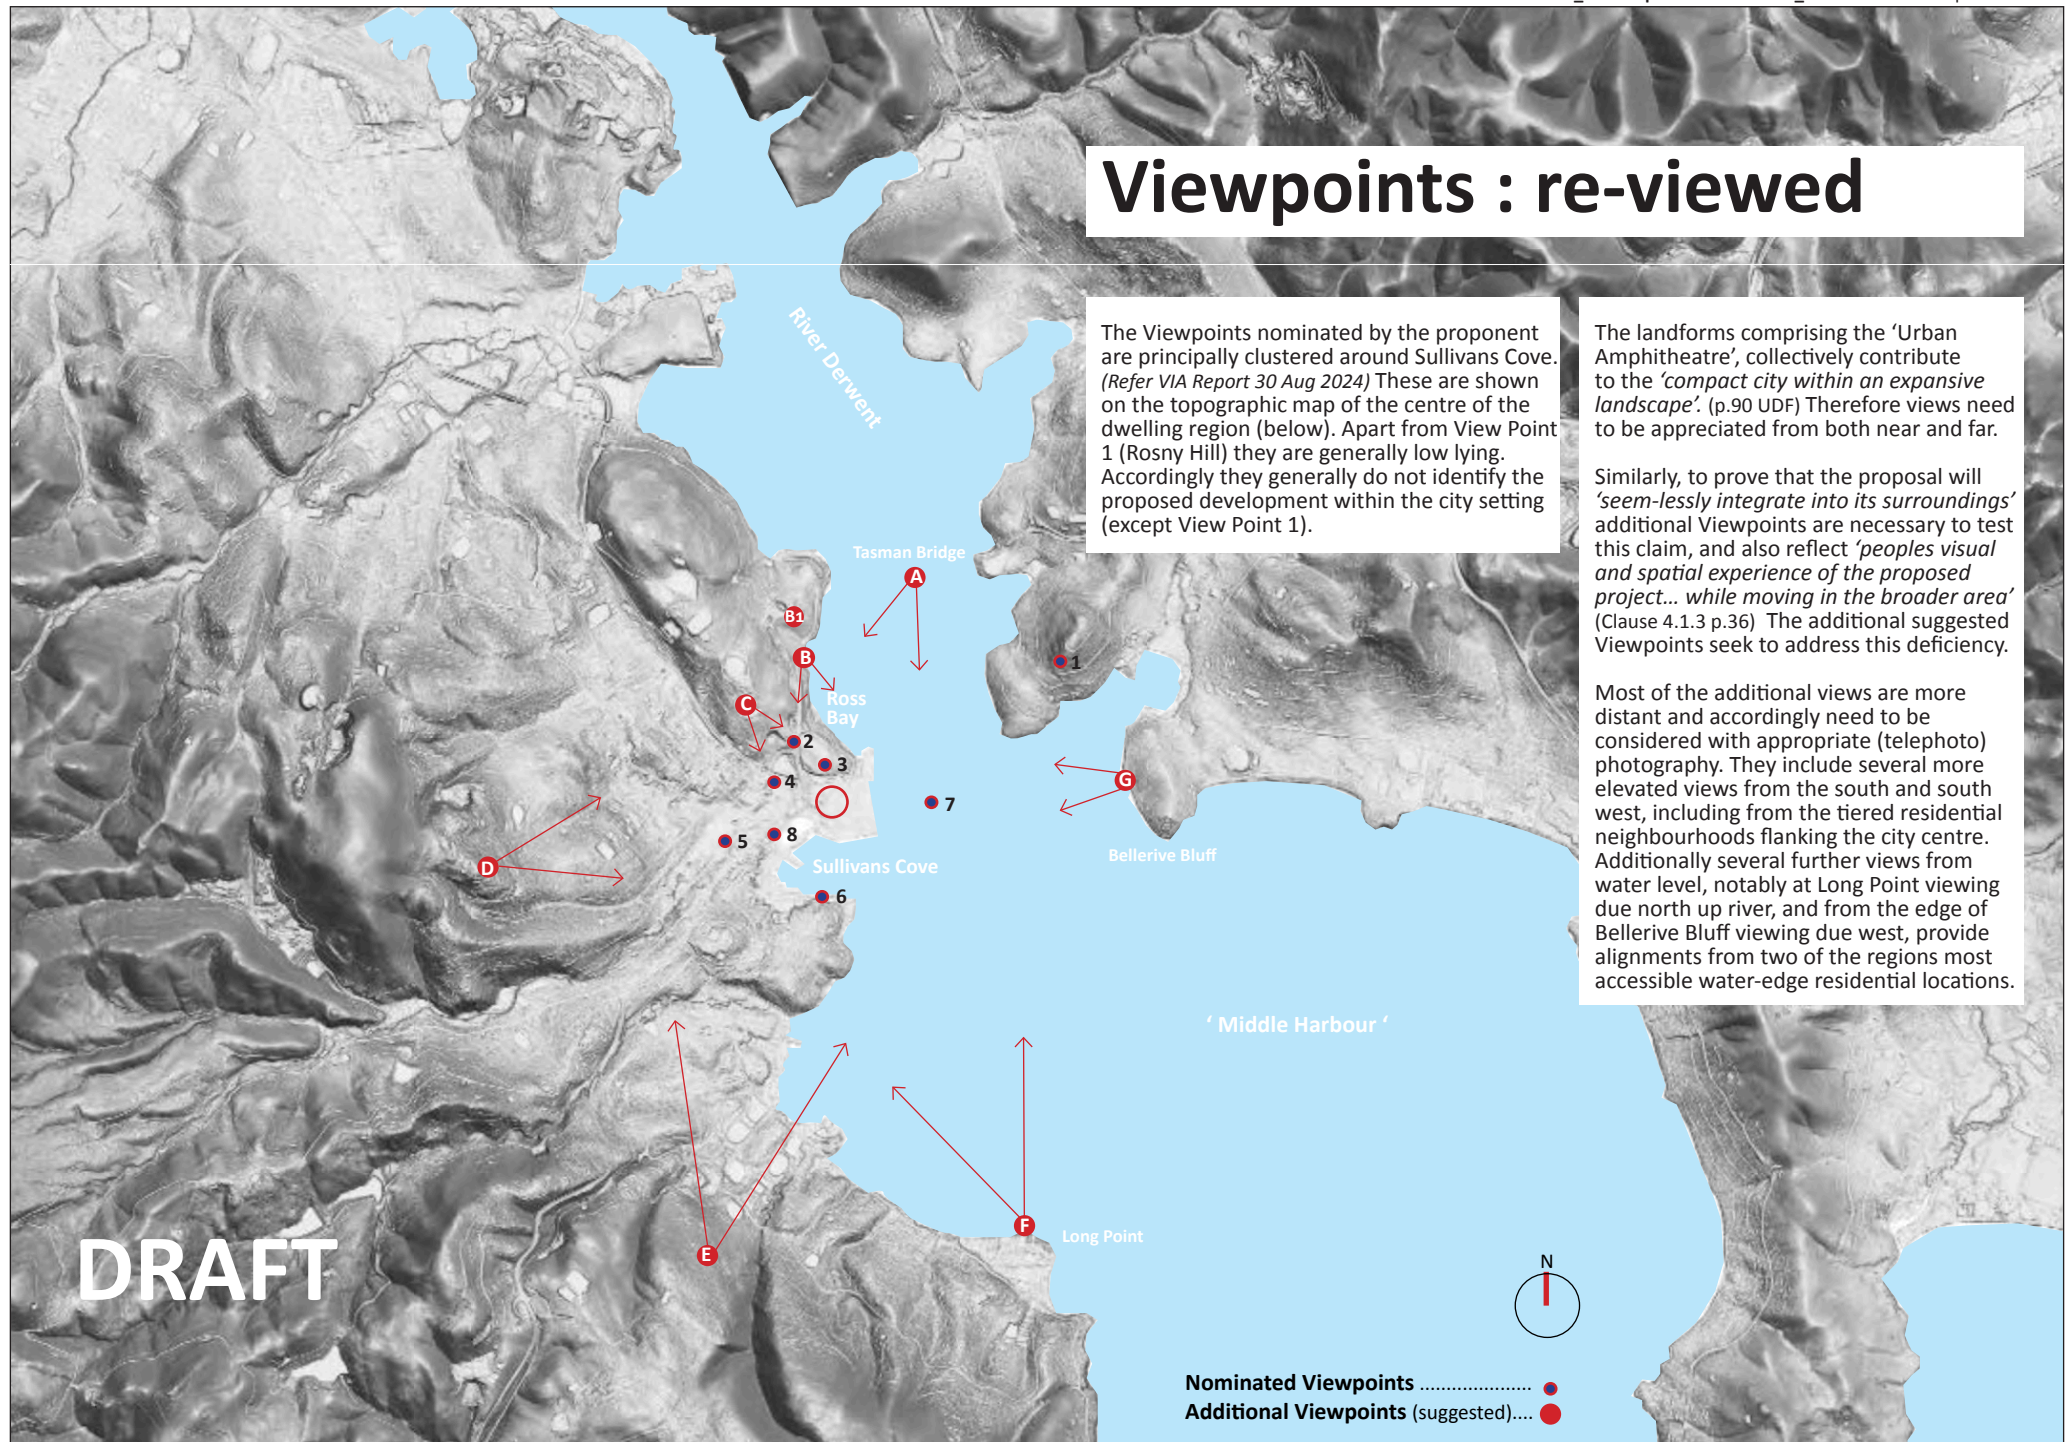 Viewpoints : re-viewed
The Viewpoints nominated by the proponent
are principally clustered around Sullivans Cove.
(Refer VIA Report 30 Aug 2024) These are shown
on the topographic map of the centre of the
dwelling region (below). Apart from View Point
1 (Rosny Hill) they are generally low lying.
Accordingly they generally do not identify the
proposed development within the city setting
(except View Point 1).
The landforms comprising the ‘Urban
Amphitheatre’, collectively contribute
to the ‘compact city within an expansive
landscape’. (p.90 UDF) Therefore views need
to be appreciated from both near and far.
Similarly, to prove that the proposal will
‘seem-lessly integrate into its surroundings’
additional Viewpoints are necessary to test
this claim, and also reflect ‘peoples visual
and spatial experience of the proposed
project... while moving in the broader area’
(Clause 4.1.3 p.36) The additional suggested
Viewpoints seek to address this deficiency.
Most of the additional views are more
distant and accordingly need to be
considered with appropriate (telephoto)
photography. They include several more
elevated views from the south and south
west, including from the tiered residential
neighbourhoods flanking the city centre.
Additionally several further views from
water level, notably at Long Point viewing
due north up river, and from the edge of
Bellerive Bluff viewing due west, provide
alignments from two of the regions most
accessible water-edge residential locations.
River Derwent
Tasman Bridge
A
B1
B
1
C
Ross
Bay
2
3
4
G
7
5
8
Bellerive Bluff
D
Sullivans Cove
6
‘ Middle Harbour ‘
F
Long Point
E
DRAFT
N
Nominated Viewpoints .....................
Additional Viewpoints (suggested)....